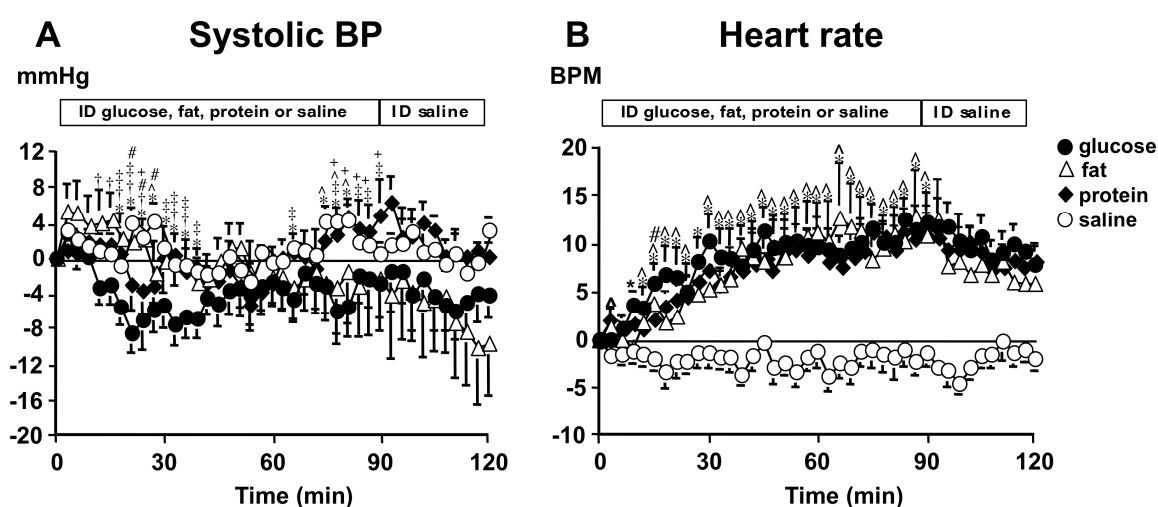 A Systolic BP
mmHg
ID glucose, fat, protein or saline ID saline
12
8
4
0
-4
-8
-12
-16
-20
0 30 60 90 120
Time (min)
B Heart rate
BPM
ID glucose, fat, protein or saline ID saline
20
15
10
5
0
-5
-10
0 30 60 90 120
Time (min)
glucose
fat
protein
saline